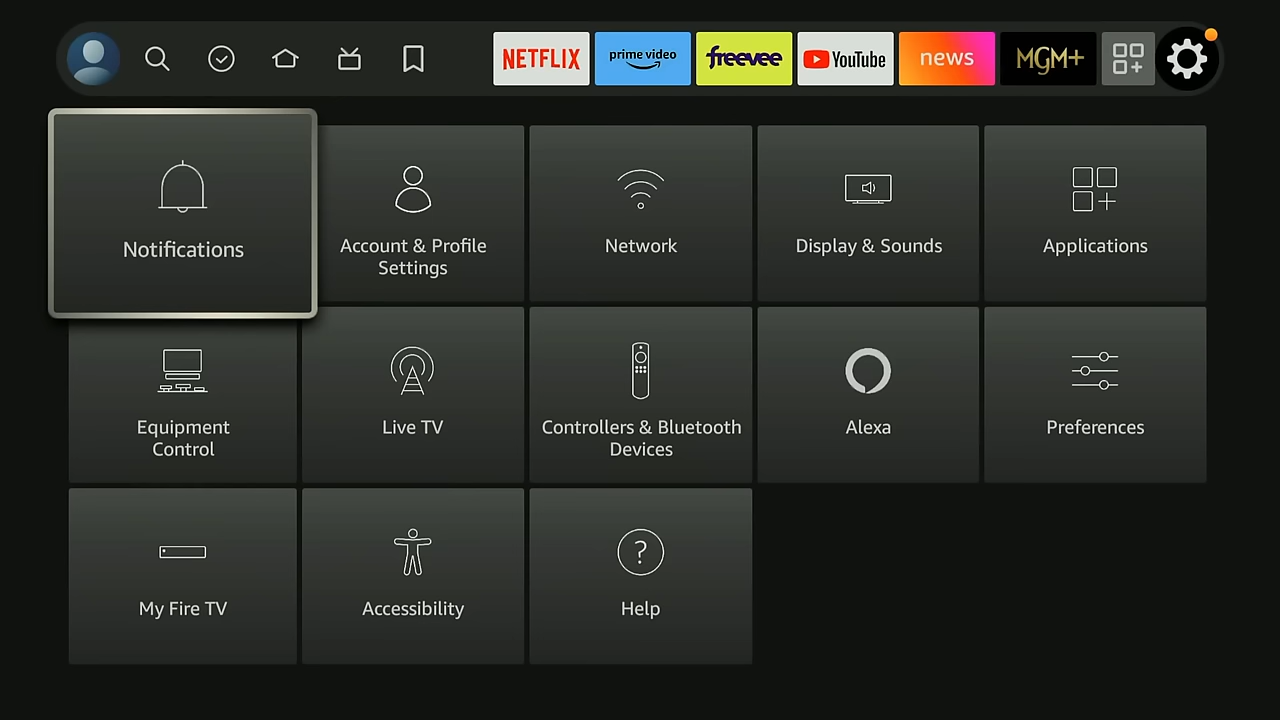 NETFLIX
prime video
freevee
YouTube
news
MGM+
Notifications
Account & Profile
Settings
Network
Display & Sounds
Applications
Equipment
Control
Live TV
Controllers & Bluetooth
Devices
Alexa
Preferences
My Fire TV
Accessibility
?
Help